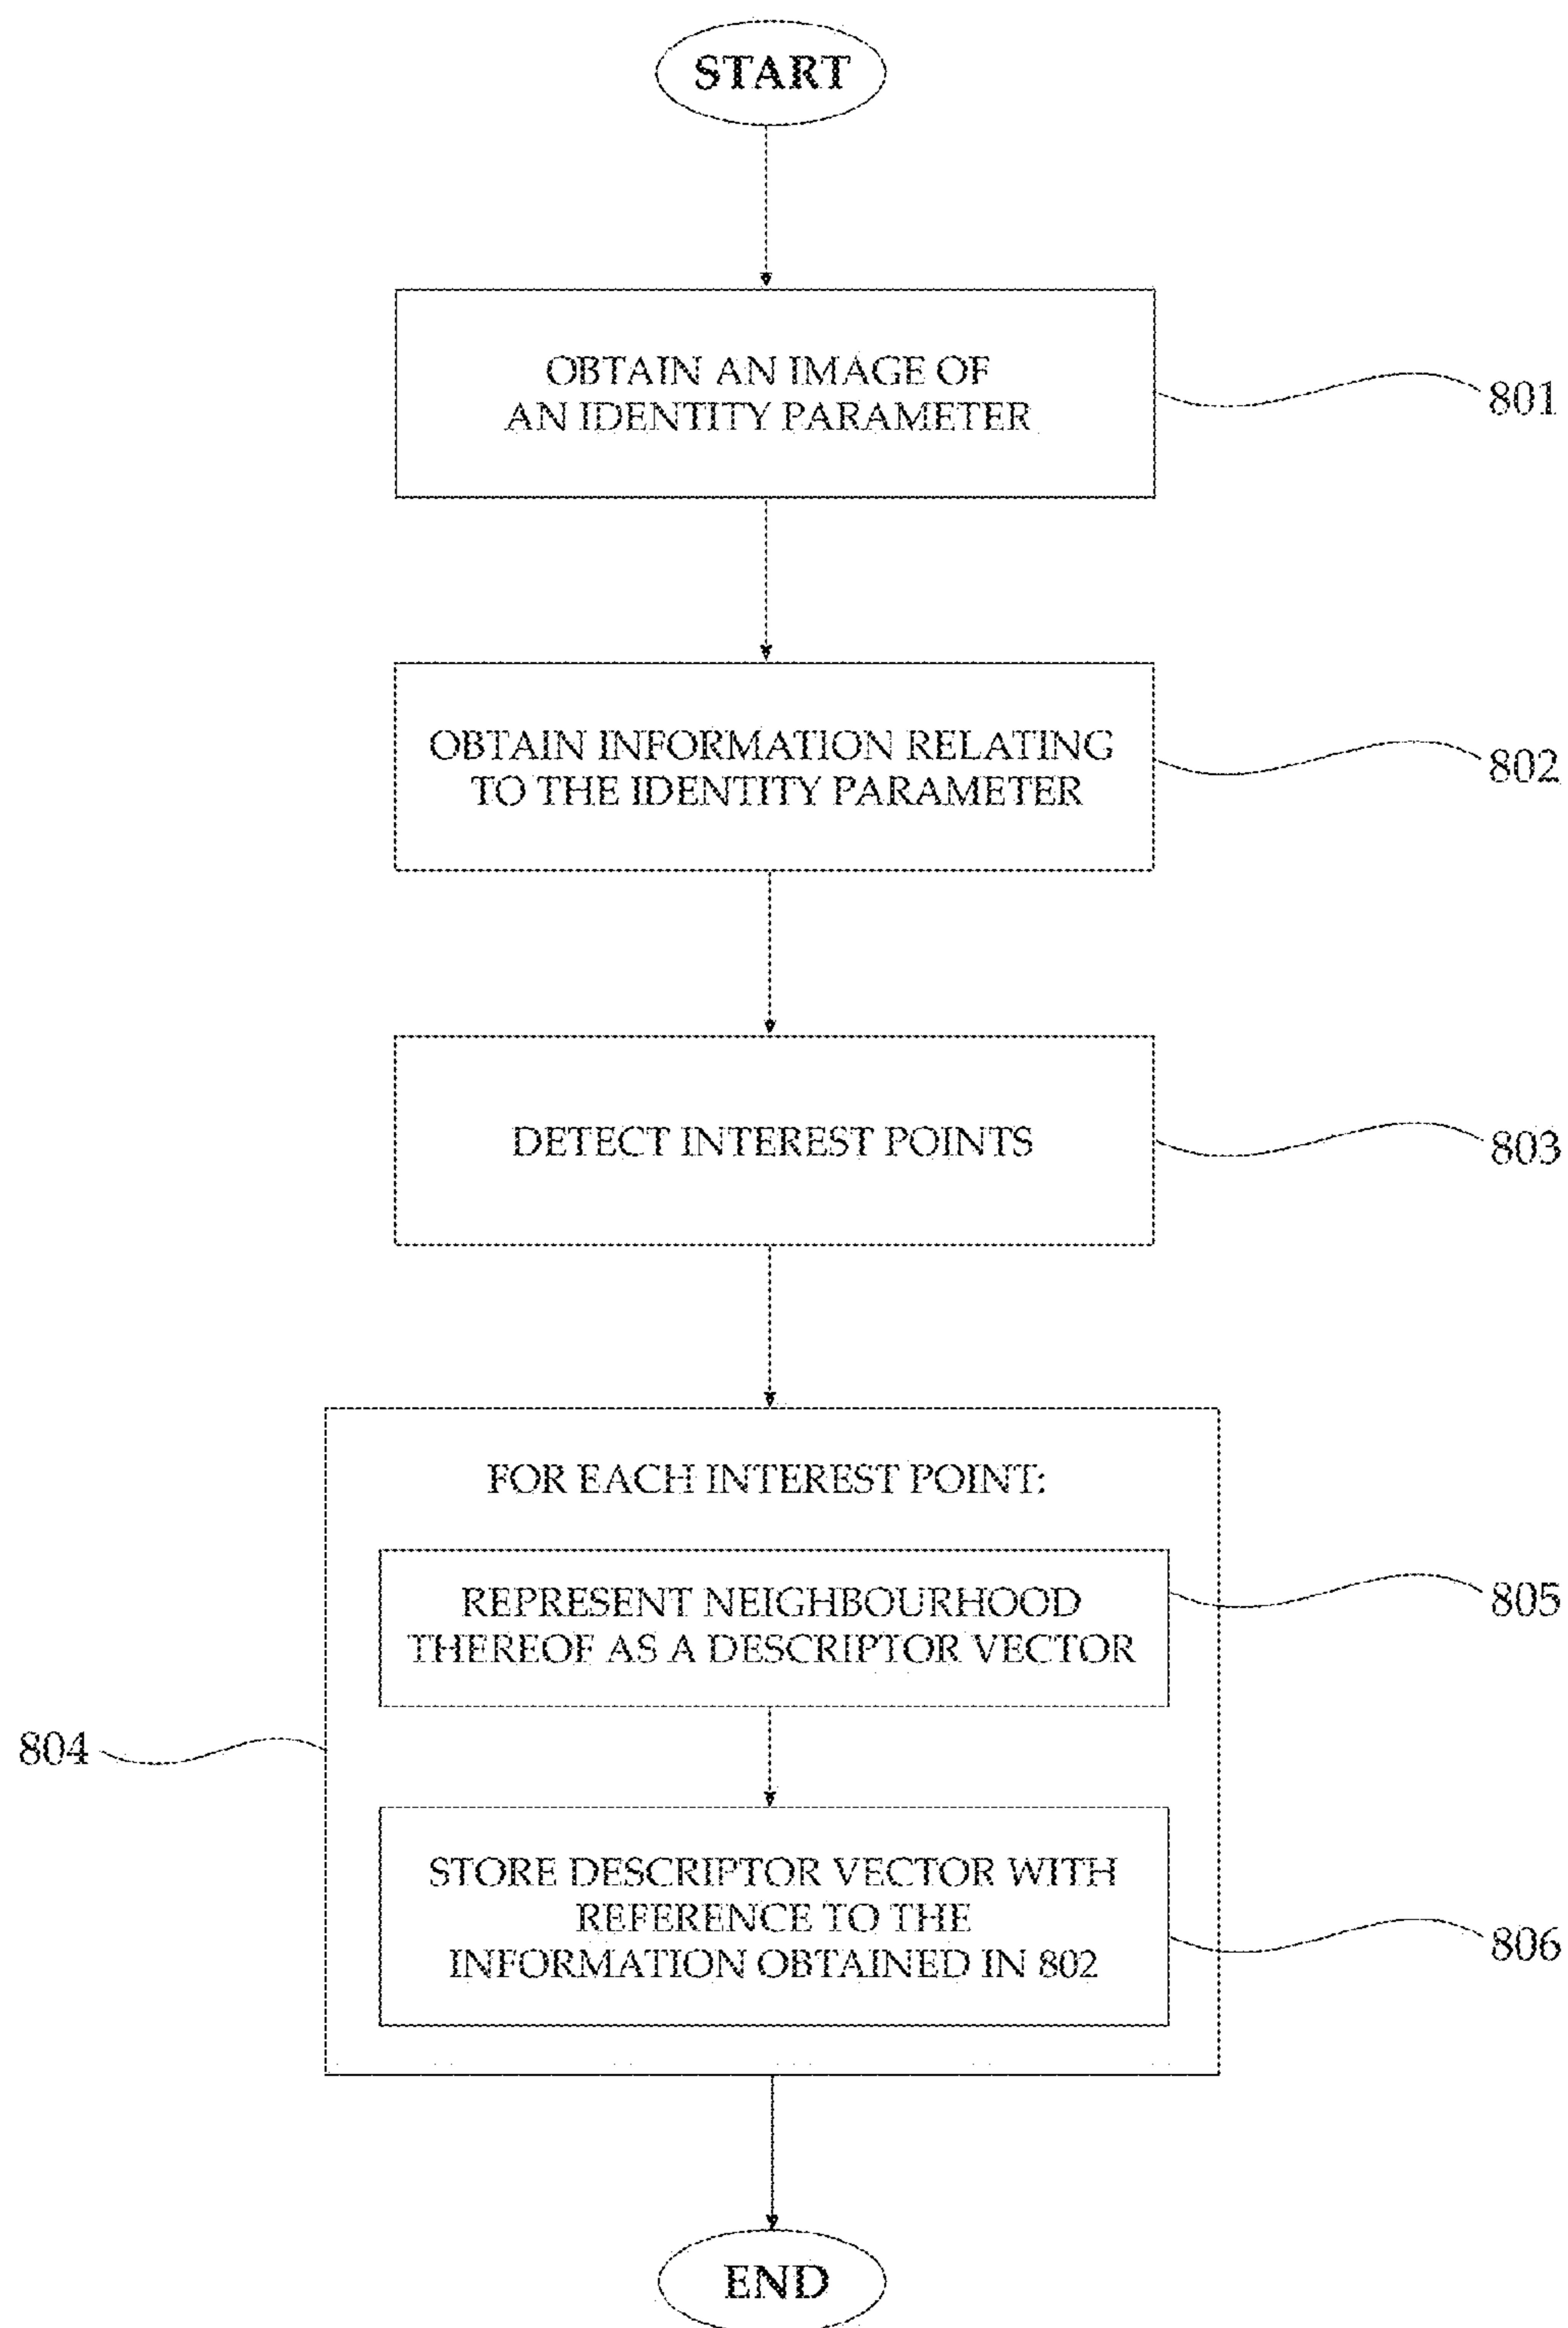 START
OBTAIN AN IMAGE OF
AN IDENTITY PARAMETER
801
OBTAIN INFORMATION RELATING
TO THE IDENTITY PARAMETER
802
DETECT INTEREST POINTS
803
FOR EACH INTEREST POINT:
REPRESENT NEIGHBOURHOOD
THEREOF AS A DESCRIPTOR VECTOR
805
804
STORE DESCRIPTOR VECTOR WITH
REFERENCE TO THE
INFORMATION OBTAINED IN 802
806
END